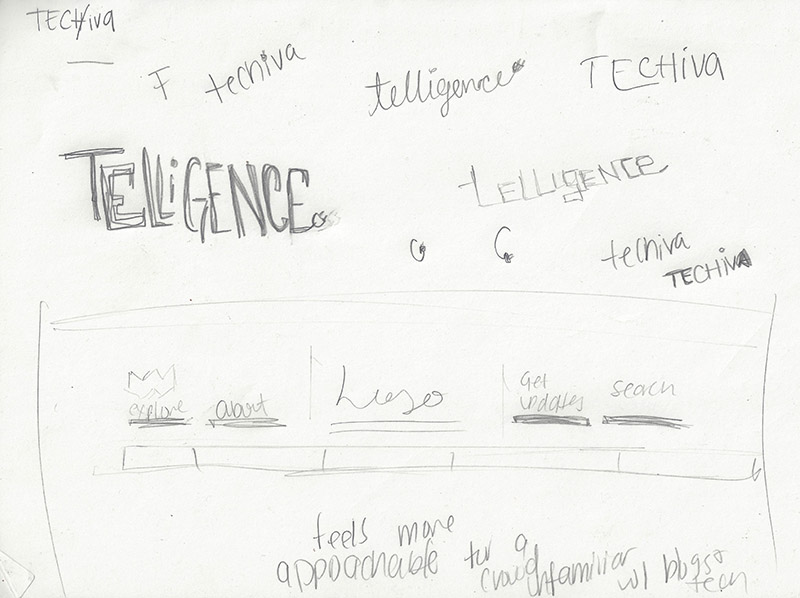 TECHiva
F
techiva
telligence
TECHiva
TELLiGENCE
tELLigENCE
techiva
TECHIVA
explore
about
Logo
Get
updates
search
feels more
approachable for a
crowd unfamiliar
w/ blogs +
tech